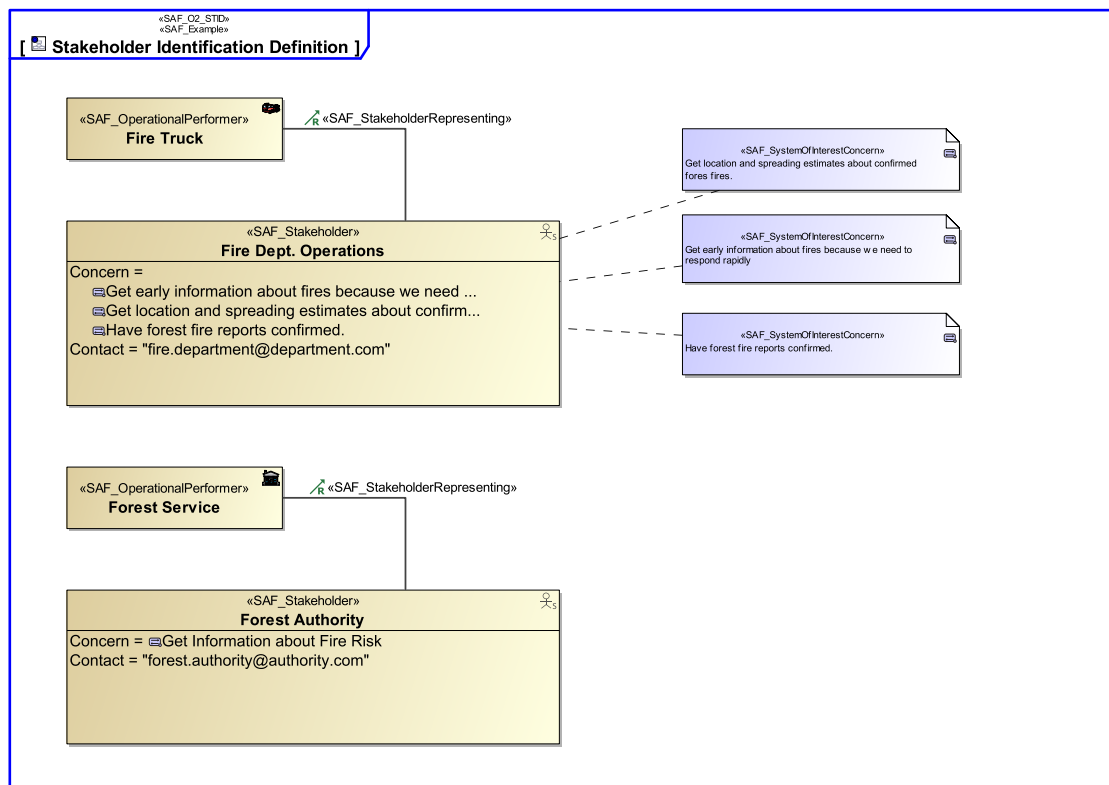 «SAF_O2_STID»
«SAF_Example»
[ Stakeholder Identification Definition ]
«SAF_OperationalPerformer»
Fire Truck
R «SAF_StakeholderRepresenting»
«SAF_Stakeholder»
S
Fire Dept. Operations
Concern =
Get early information about fires because we need ...
Get location and spreading estimates about confirm...
Have forest fire reports confirmed.
Contact = "fire.department@department.com"
«SAF_SystemOfInterestConcern»
Get location and spreading estimates about confirmed
fores fires.
«SAF_SystemOfInterestConcern»
Get early information about fires because we need to
respond rapidly
«SAF_SystemOfInterestConcern»
Have forest fire reports confirmed.
«SAF_OperationalPerformer»
Forest Service
R «SAF_StakeholderRepresenting»
«SAF_Stakeholder»
S
Forest Authority
Concern = Get Information about Fire Risk
Contact = "forest.authority@authority.com"